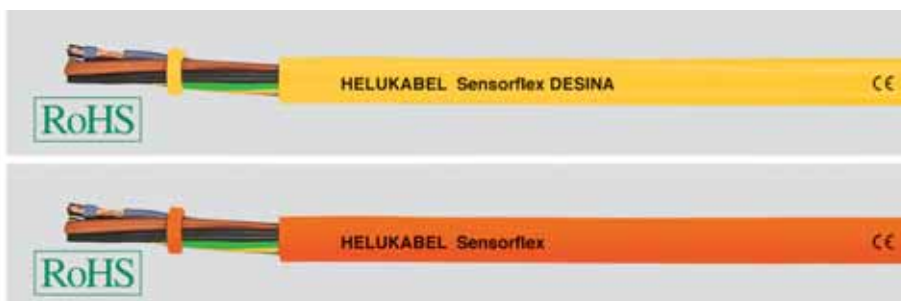 HELUKABEL Sensorflex DESINA CE
RoHS
HELUKABEL Sensorflex CE
RoHS